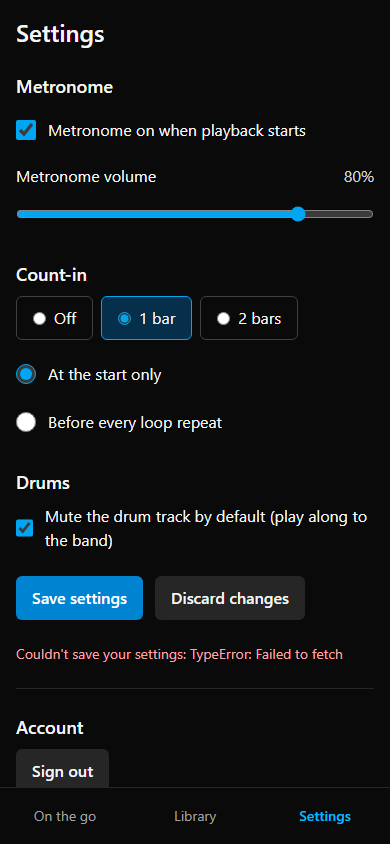 Settings
Metronome
Metronome on when playback starts
Metronome volume 80%
Count-in
Off 1 bar 2 bars
At the start only
Before every loop repeat
Drums
Mute the drum track by default (play along to
the band)
Save settings Discard changes
Couldn't save your settings: TypeError: Failed to fetch
Account
Sign out
On the go Library Settings